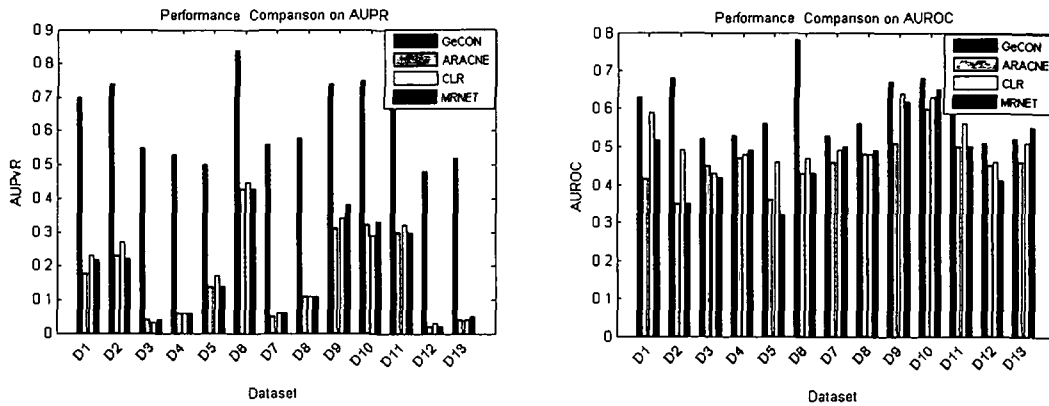 Performance Comparison on AUPR
0 9
0 8
0 7
0 6
0 5
0 4
0 3
0 2
0 1
0
AUPvR
GeCON
ARACNE
CLR
MRNET
D1 D2 D3 D4 D5 D6 D7 D8 D9 D10 D11 D12 D13
Dataset
Performance Comparison on AUROC
0.8
0.7
0.6
0.5
0.4
0.3
0.2
0.1
0
AUROC
GeCON
ARACNE
CLR
MRNET
D1 D2 D3 D4 D5 D6 D7 D8 D9 D10 D11 D12 D13
Dataset